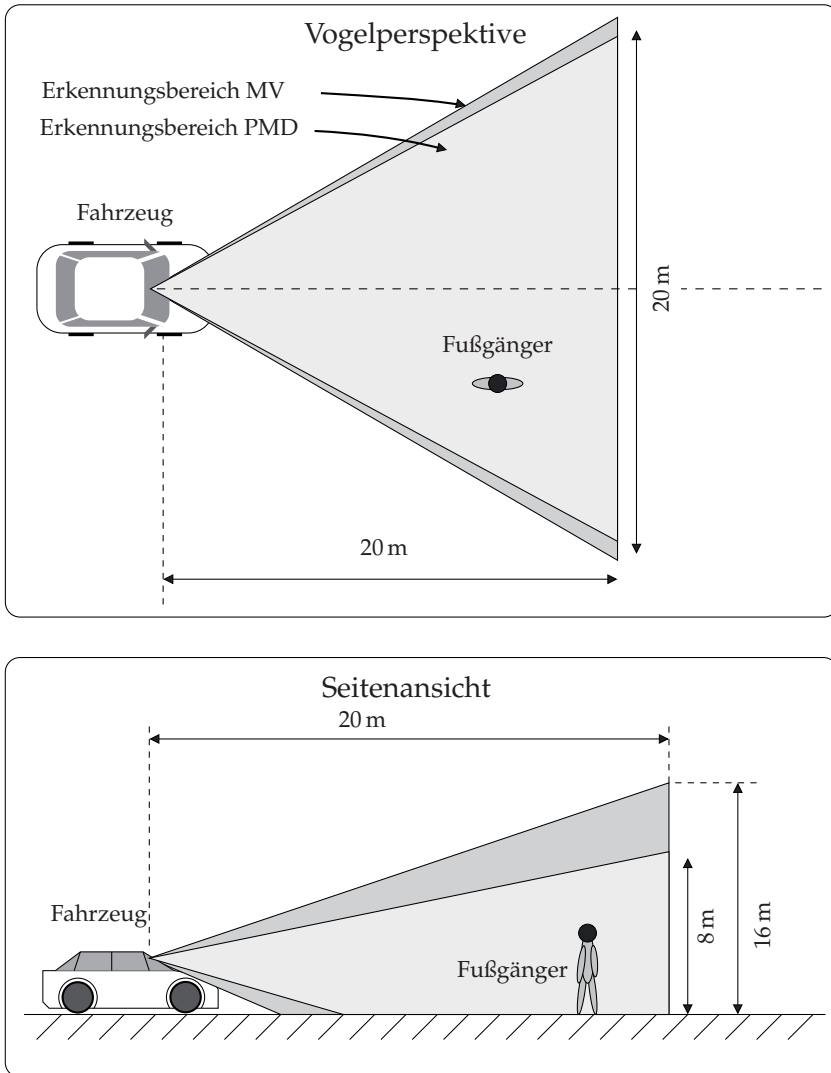 Vogelperspektive
Erkennungsbereich MV
Erkennungsbereich PMD
Fahrzeug
20 m
Fußgänger
20 m
Seitenansicht
20 m
Fahrzeug
8 m
16 m
Fußgänger